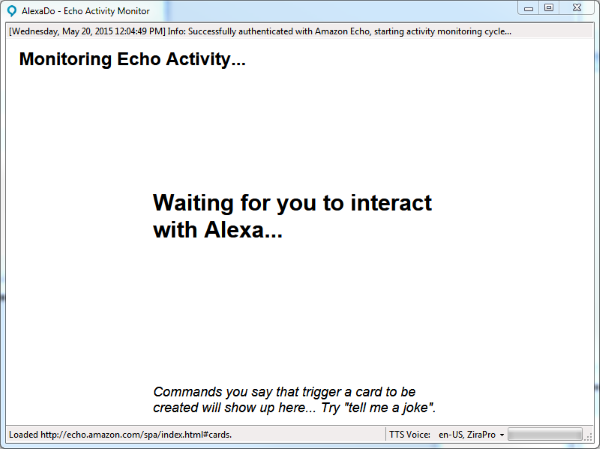 AlexaDo - Echo Activity Monitor
[Wednesday, May 20, 2015 12:04:49 PM] Info: Successfully authenticated with Amazon Echo, starting activity monitoring cycle...
Monitoring Echo Activity...
Waiting for you to interact
with Alexa...
Commands you say that trigger a card to be
created will show up here... Try "tell me a joke".
Loaded http://echo.amazon.com/spa/index.html#cards. TTS Voice: en-US, ZiraPro